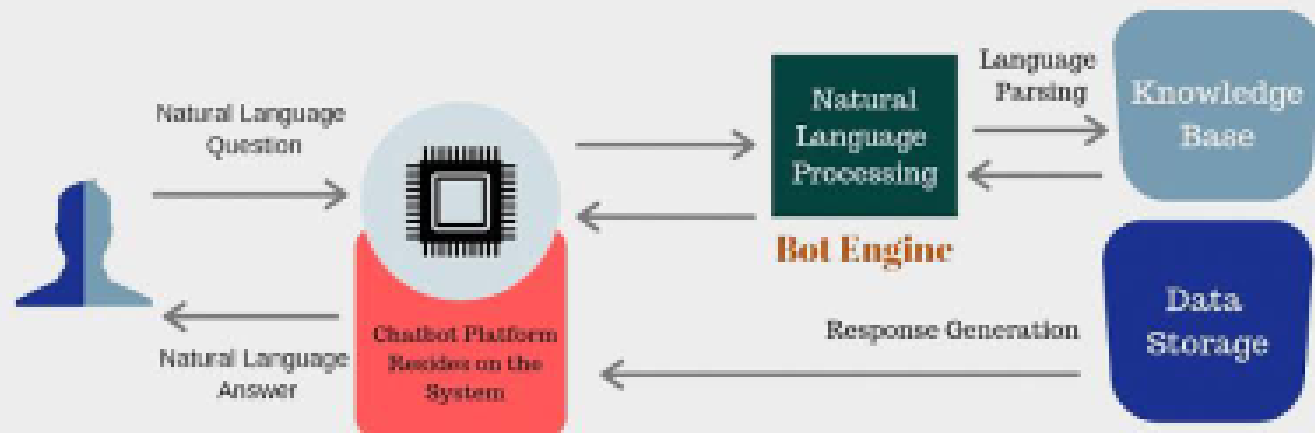 Natural Language
Question
Natural Language
Answer
Chatbot Platform
Resides on the
System
Natural
Language
Processing
Bot Engine
Language
Parsing
Knowledge
Base
Response Generation
Data
Storage